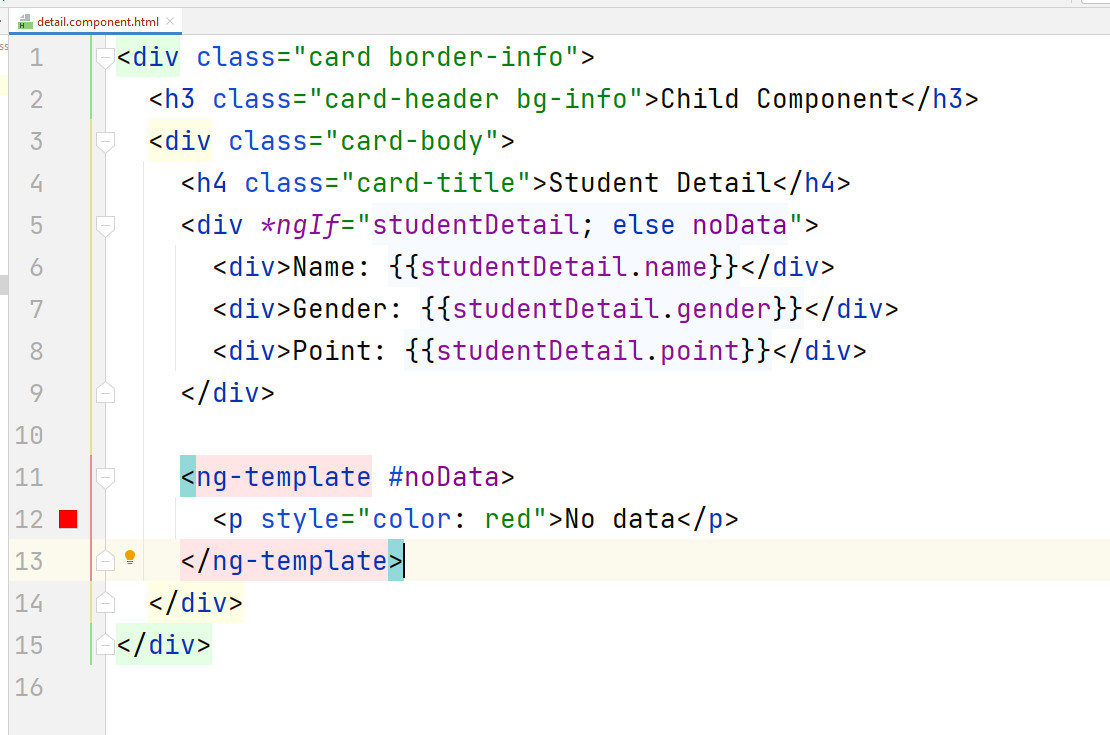 detail.component.html
1 <div class="card border-info">
2   <h3 class="card-header bg-info">Child Component</h3>
3   <div class="card-body">
4     <h4 class="card-title">Student Detail</h4>
5     <div *ngIf="studentDetail; else noData">
6       <div>Name: {{studentDetail.name}}</div>
7       <div>Gender: {{studentDetail.gender}}</div>
8       <div>Point: {{studentDetail.point}}</div>
9     </div>
10
11     <ng-template #noData>
12       <p style="color: red">No data</p>
13     </ng-template>
14   </div>
15 </div>
16